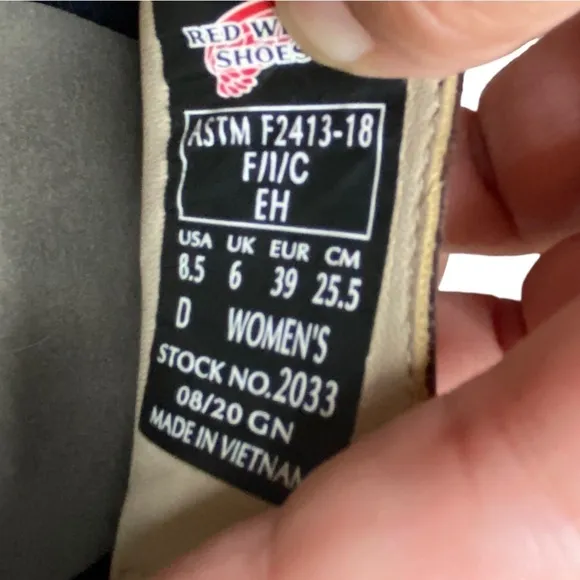 RED WI
SHOES
ASTM F2413-18
F/I/C
EH
USA UK EUR CM
8.5 6 39 25.5
D WOMEN'S
STOCK NO.2033
08/20 GN
MADE IN VIETNAM